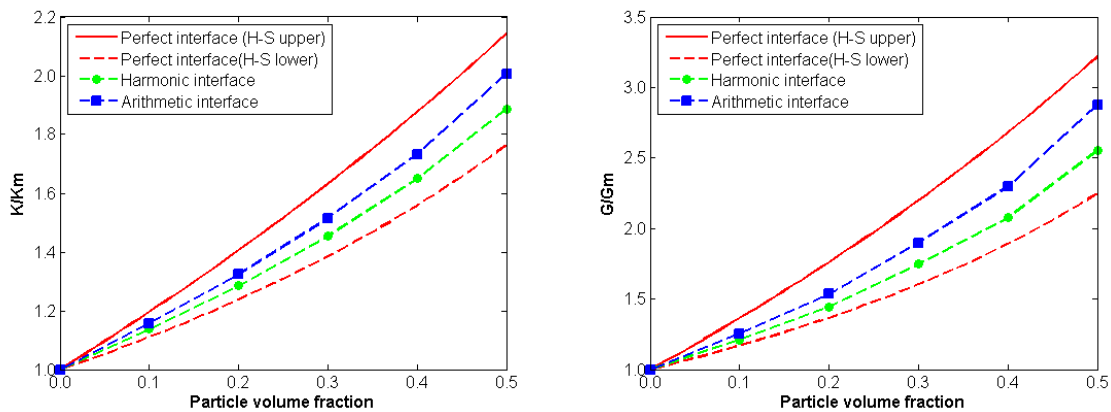 2.2
2.0
1.8
1.6
1.4
1.2
1.0
K/Km
Perfect interface (H-S upper)
Perfect interface(H-S lower)
Harmonic interface
Arithmetic interface
0.0 0.1 0.2 0.3 0.4 0.5
Particle volume fraction
3.5
3.0
2.5
2.0
1.5
1.0
G/Gm
Perfect interface (H-S upper)
Perfect interface(H-S lower)
Harmonic interface
Arithmetic interface
0.0 0.1 0.2 0.3 0.4 0.5
Particle volume fraction